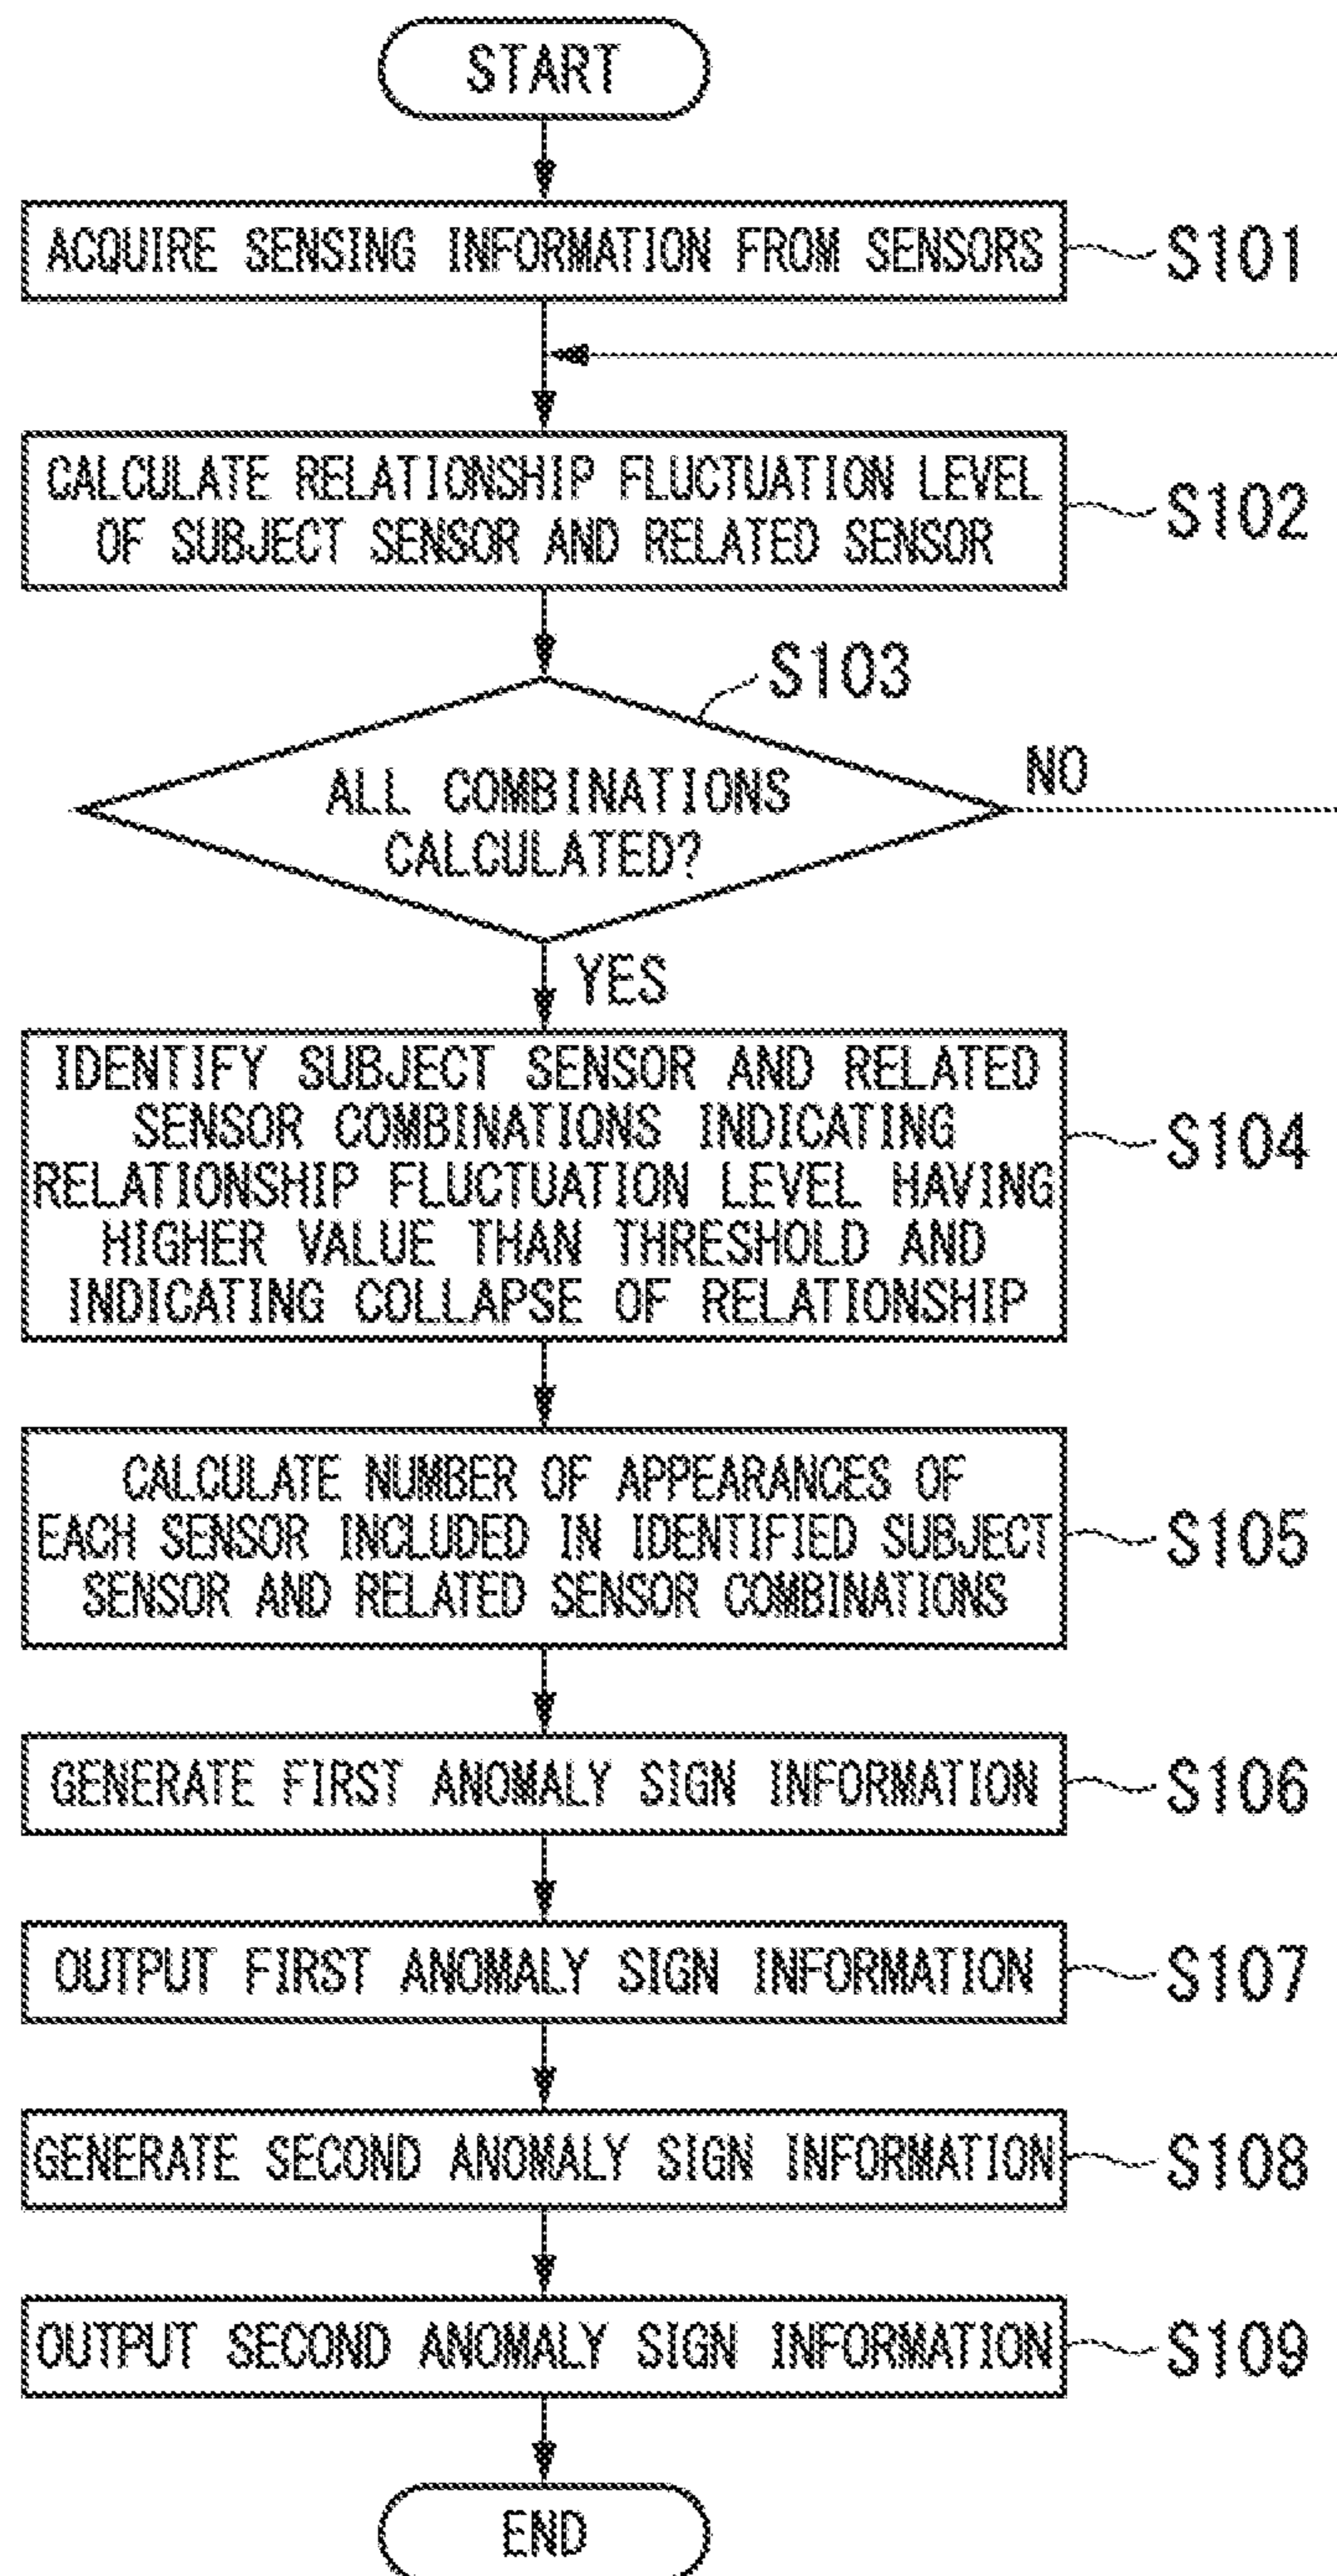 START
ACQUIRE SENSING INFORMATION FROM SENSORS
S101
CALCULATE RELATIONSHIP FLUCTUATION LEVEL
OF SUBJECT SENSOR AND RELATED SENSOR
S102
S103
ALL COMBINATIONS
CALCULATED?
NO
YES
IDENTIFY SUBJECT SENSOR AND RELATED
SENSOR COMBINATIONS INDICATING
RELATIONSHIP FLUCTUATION LEVEL HAVING
HIGHER VALUE THAN THRESHOLD AND
INDICATING COLLAPSE OF RELATIONSHIP
S104
CALCULATE NUMBER OF APPEARANCES OF
EACH SENSOR INCLUDED IN IDENTIFIED SUBJECT
SENSOR AND RELATED SENSOR COMBINATIONS
S105
GENERATE FIRST ANOMALY SIGN INFORMATION
S106
OUTPUT FIRST ANOMALY SIGN INFORMATION
S107
GENERATE SECOND ANOMALY SIGN INFORMATION
S108
OUTPUT SECOND ANOMALY SIGN INFORMATION
S109
END